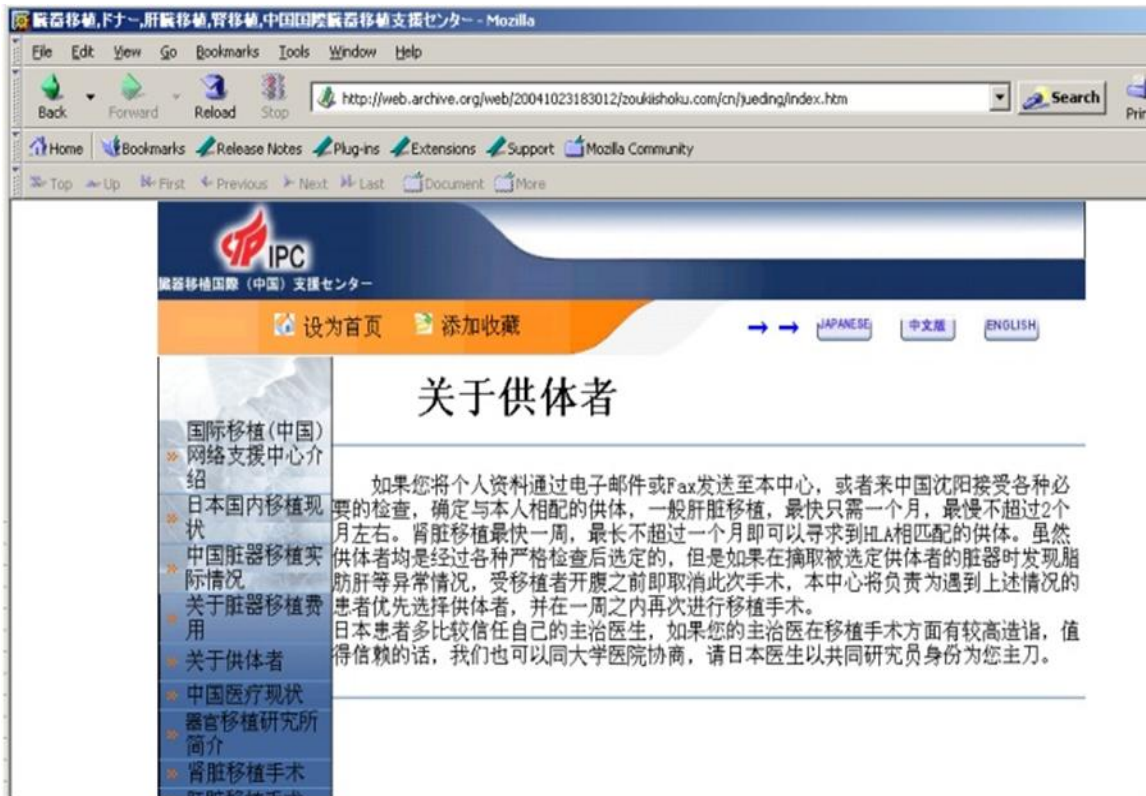 臓器移植,ドナー,肝臓移植,腎移植,中国国際臓器移植支援センター - Mozilla
File Edit View Go Bookmarks Tools Window Help
Back Forward Reload Stop http://web.archive.org/web/20041023183012/zoukiishoku.com/cn/jueding/index.htm Search Prin
Home Bookmarks Release Notes Plug-ins Extensions Support Mozilla Community
Top Up First Previous Next Last Document More
IPC
臓器移植国際（中国）支援センター
设为首页 添加收藏 JAPANESE 中文版 ENGLISH
关于供体者
国际移植(中国)
网络支援中心介
绍
日本国内移植现
状
中国脏器移植实
际情况
关于脏器移植费
用
关于供体者
中国医疗现状
器官移植研究所
简介
肾脏移植手术
肝脏移植手术
如果您将个人资料通过电子邮件或Fax发送至本中心，或者来中国沈阳接受各种必
要的检查，确定与本人相配的供体，一般肝脏移植，最快只需一个月，最慢不超过2个
月左右。肾脏移植最快一周，最长不超过一个月即可以寻求到HLA相匹配的供体。虽然
供体者均是经过各种严格检查后选定的，但是如果在摘取被选定供体者的脏器时发现脂
肪肝等异常情况，受移植者开腹之前即取消此次手术，本中心将负责为遇到上述情况的
患者优先选择供体者，并在一周之内再次进行移植手术。
日本患者多比较信任自己的主治医生，如果您的主治医在移植手术方面有较高造诣，值
得信赖的话，我们也可以同大学医院协商，请日本医生以共同研究员身份为您主刀。